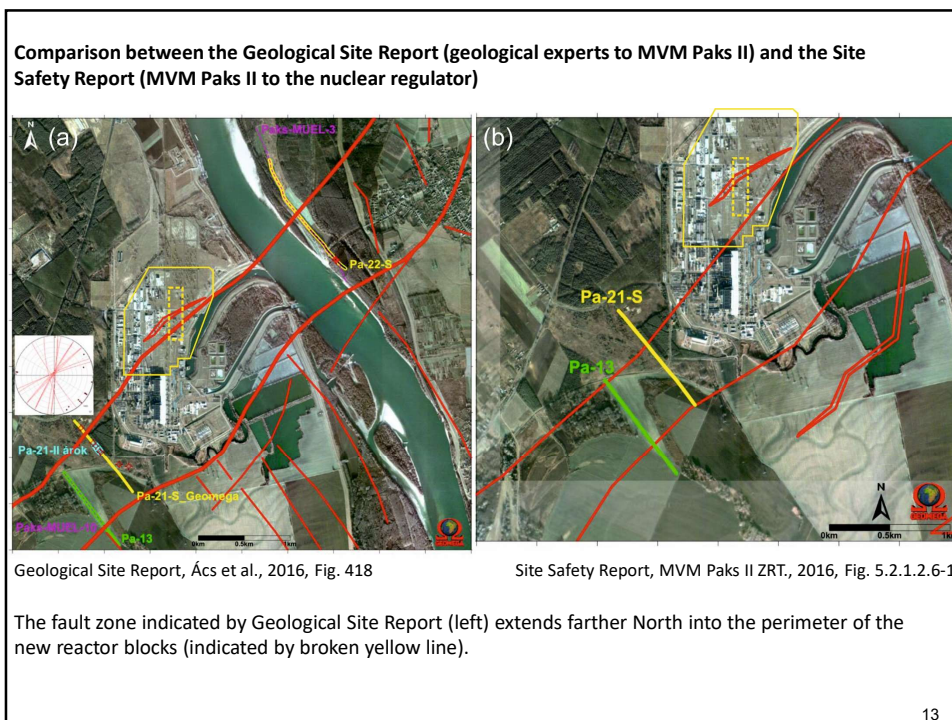 Comparison between the Geological Site Report (geological experts to MVM Paks II) and the Site
Safety Report (MVM Paks II to the nuclear regulator)
N
(a)
Paks-MUEL-3
Pa-22-S
Pa-21-II árok
Pa-21-S_Geomega
Pa-13
0km 0.5km 1km
GEOMEGA
(b)
Pa-21-S
Pa-13
N
0km 0.5km 1k
GEOMEGA
Geological Site Report, Ács et al., 2016, Fig. 418
Site Safety Report, MVM Paks II ZRT., 2016, Fig. 5.2.1.2.6-1
The fault zone indicated by Geological Site Report (left) extends farther North into the perimeter of the
new reactor blocks (indicated by broken yellow line).
13